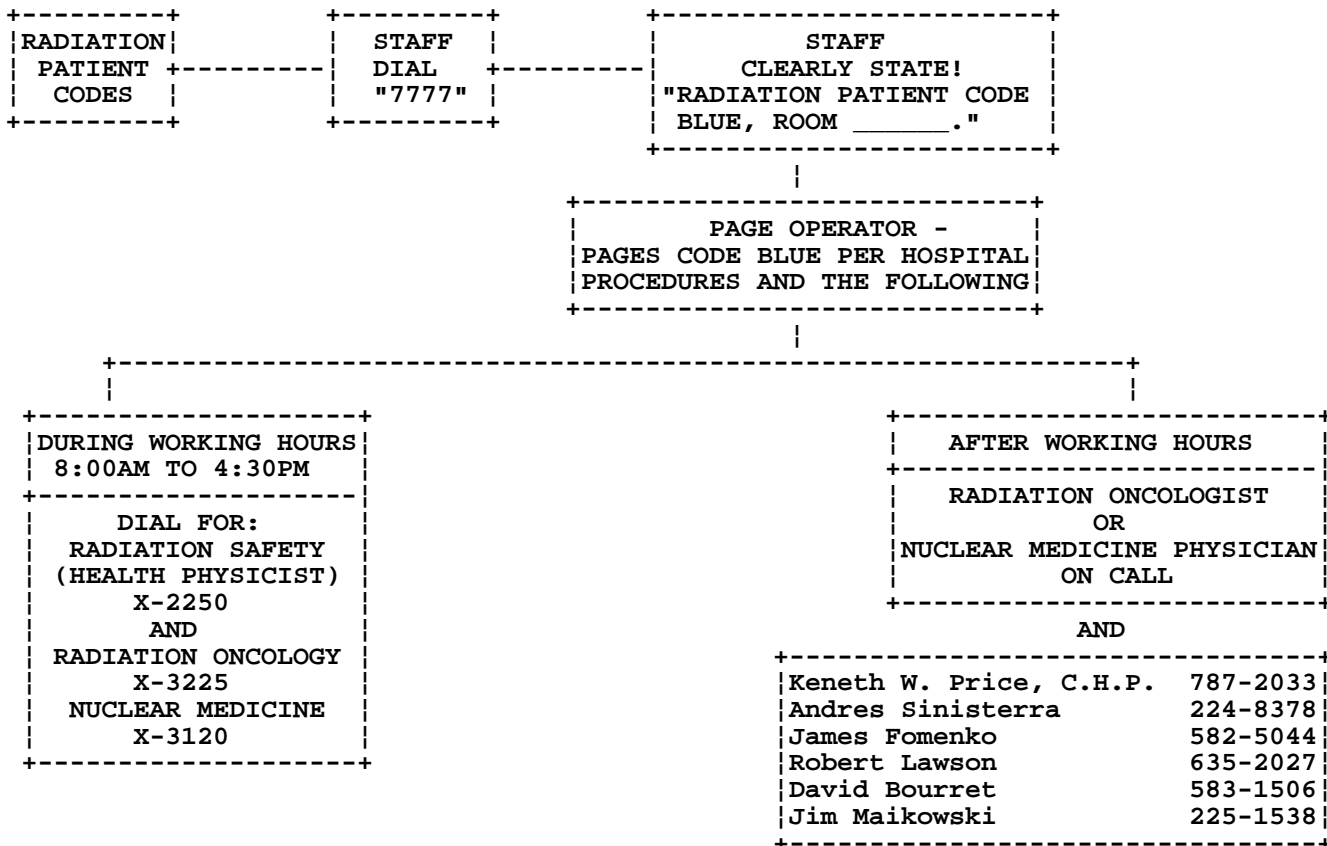 RADIATION
PATIENT
CODES
STAFF
DIAL
"7777"
STAFF
CLEARLY STATE!
"RADIATION PATIENT CODE
BLUE, ROOM ______."
PAGE OPERATOR -
PAGES CODE BLUE PER HOSPITAL
PROCEDURES AND THE FOLLOWING
DURING WORKING HOURS
8:00AM TO 4:30PM
DIAL FOR:
RADIATION SAFETY
(HEALTH PHYSICIST)
X-2250
AND
RADIATION ONCOLOGY
X-3225
NUCLEAR MEDICINE
X-3120
AFTER WORKING HOURS
RADIATION ONCOLOGIST
OR
NUCLEAR MEDICINE PHYSICIAN
ON CALL
AND
Keneth W. Price, C.H.P. 787-2033
Andres Sinisterra 224-8378
James Fomenko 582-5044
Robert Lawson 635-2027
David Bourret 583-1506
Jim Maikowski 225-1538